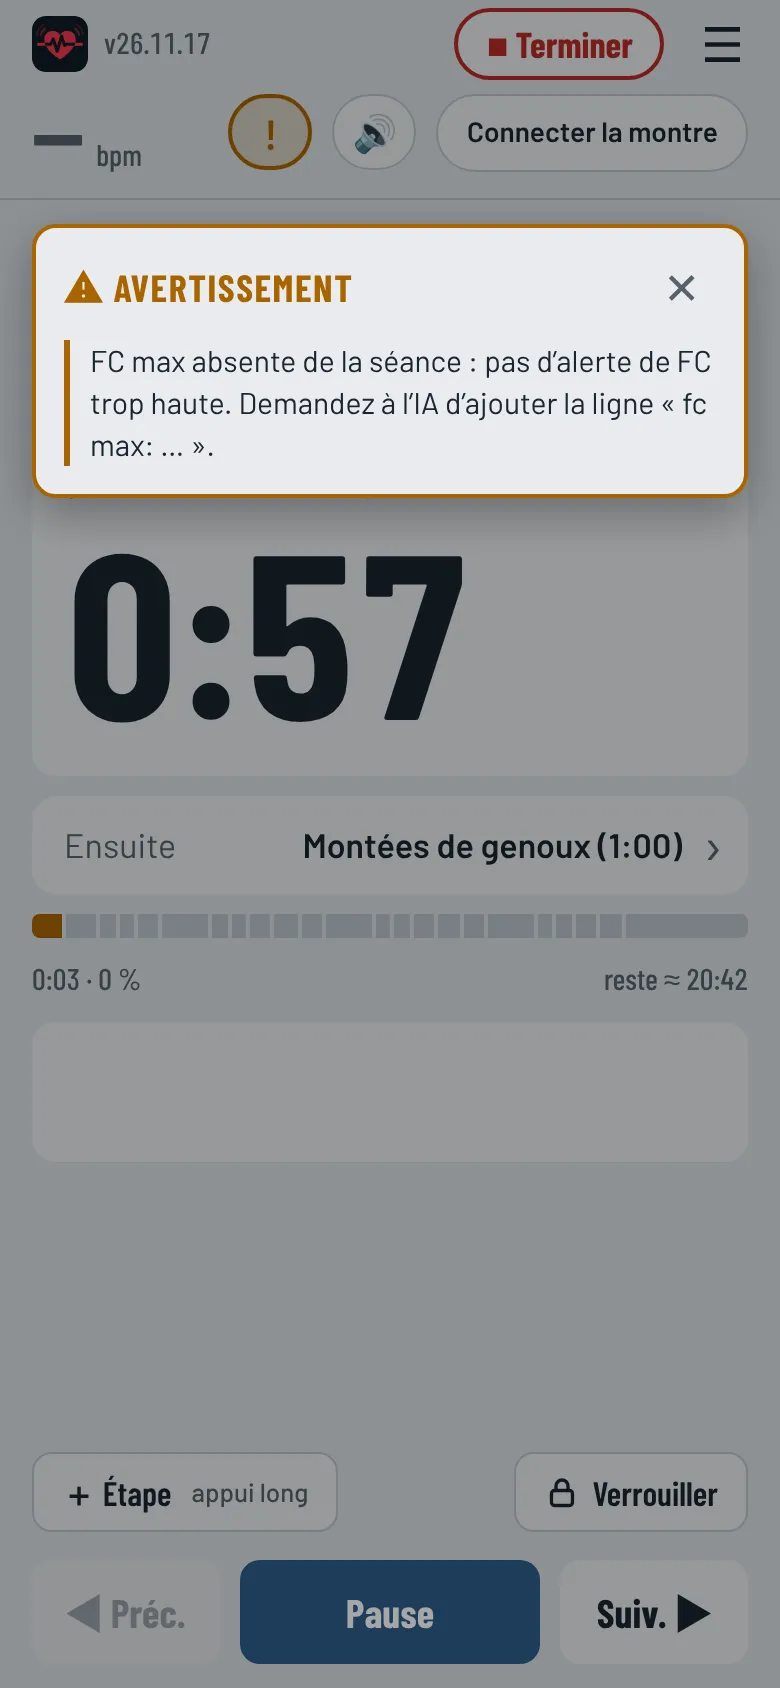 v26.11.17
■ Terminer
— bpm
!
Connecter la montre
AVERTISSEMENT
FC max absente de la séance : pas d’alerte de FC
trop haute. Demandez à l’IA d’ajouter la ligne « fc
max: ... ».
0:57
Ensuite Montées de genoux (1:00) ›
0:03 · 0 % reste ≈ 20:42
+ Étape appui long
Verrouiller
◀ Préc.
Pause
Suiv. ▶